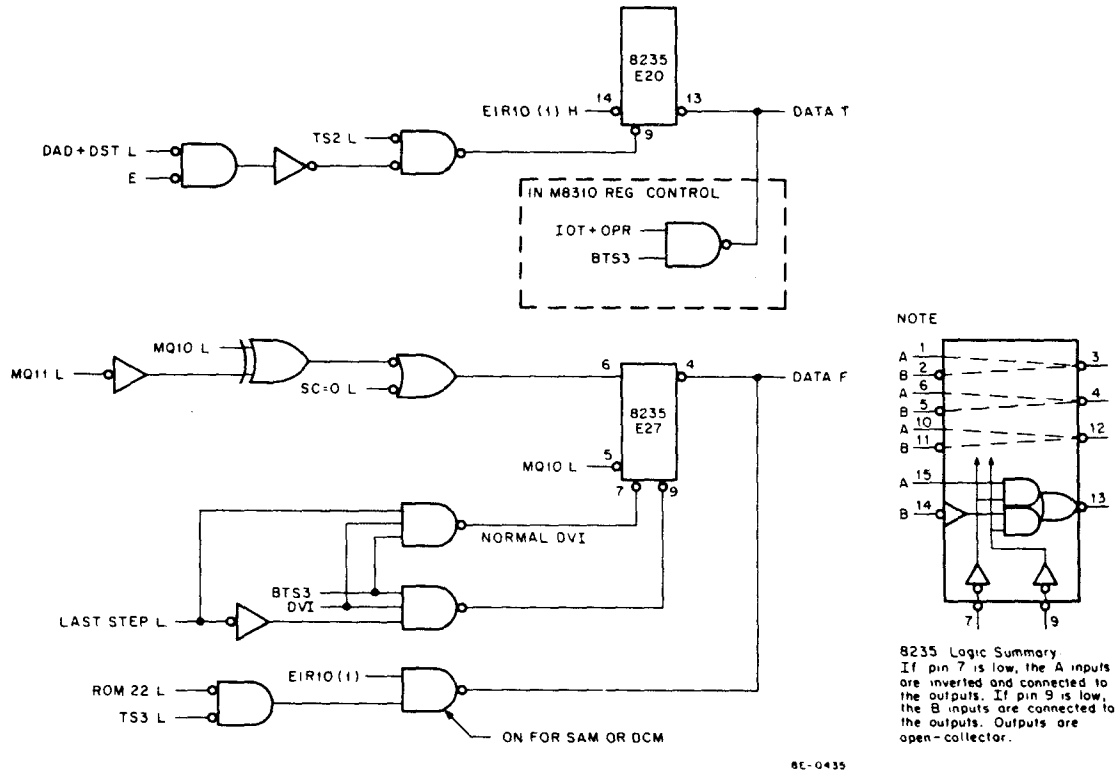 8235
E20
EIR10 (1) H
14
13
DATA T
9
TS2 L
DAD+DST L
E
IN M8310 REG CONTROL
IOT+OPR
BTS3
MQ10 L
MQ11 L
SC=0 L
6
4
DATA F
8235
E27
MQ10 L
5
7
9
NORMAL DVI
BTS3
DVI
LAST STEP L
EIR10(1)
ROM 22 L
TS3 L
ON FOR SAM OR DCM
NOTE
A 1
3
B 2
A 6
4
B 5
A 10
12
B 11
A 15
13
B 14
7
9
8235 Logic Summary
If pin 7 is low, the A inputs
are inverted and connected to
the outputs. If pin 9 is low,
the B inputs are connected to
the outputs. Outputs are
open-collector.
8E-0435